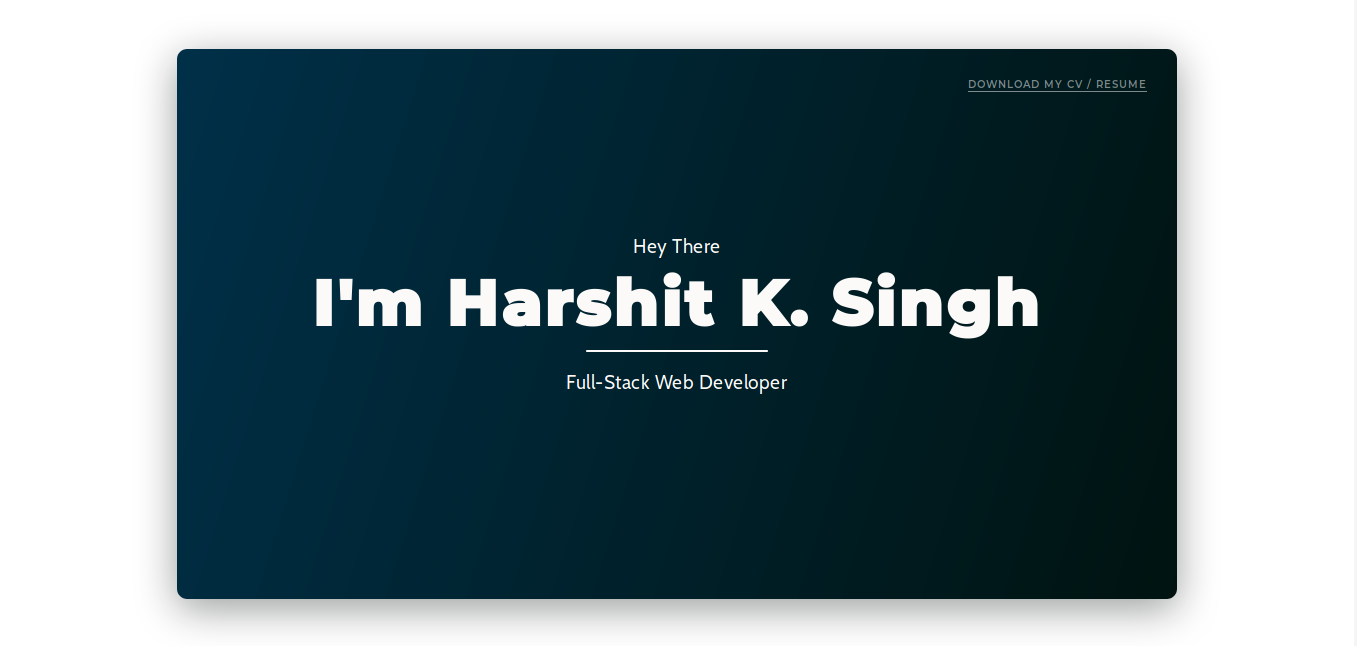 DOWNLOAD MY CV / RESUME
Hey There
I'm Harshit K. Singh
Full-Stack Web Developer